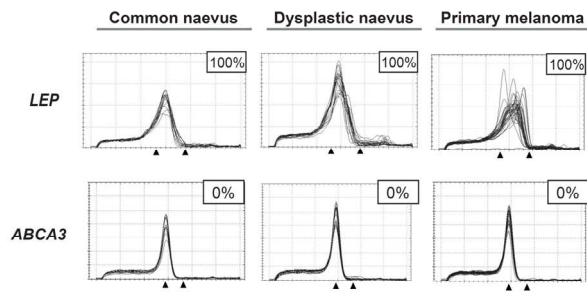 Common naevus Dysplastic naevus Primary melanoma
LEP 100% 100% 100%
ABCA3 0% 0% 0%